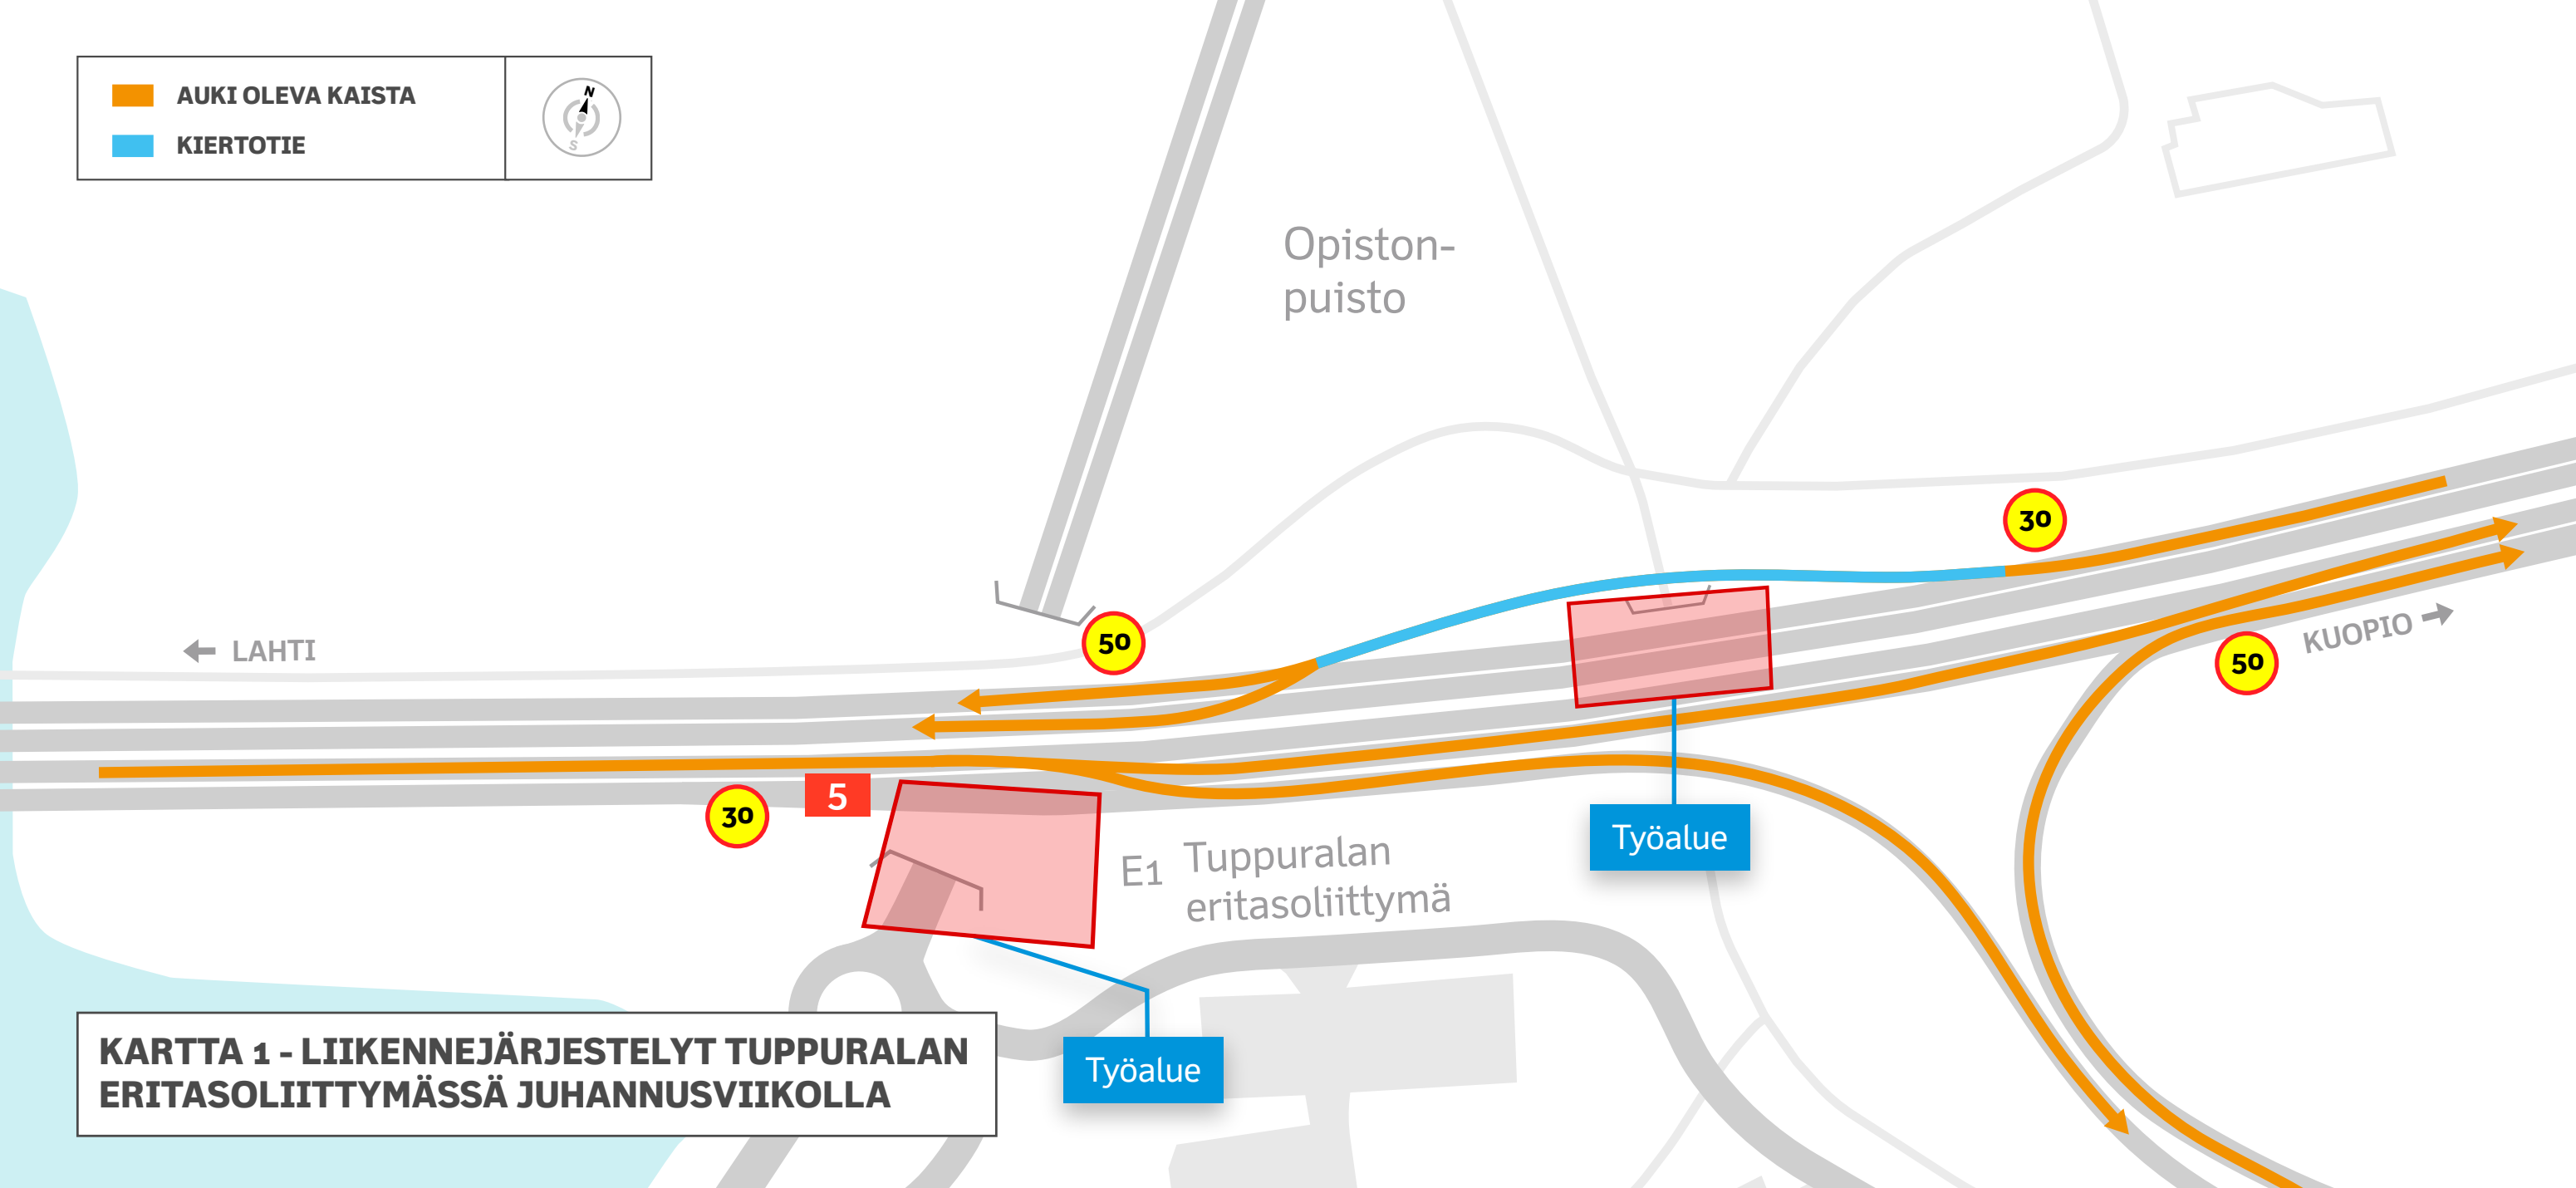 AUKI OLEVA KAISTA
KIERTOTIE
N
S
Opiston-
puisto
30
50
← LAHTI
KUOPIO →
50
30
5
Työalue
E1 Tuppuralan
eritasoliittymä
Työalue
KARTTA 1 - LIIKENNEJÄRJESTELYT TUPPURALAN
ERITASOLIITTYMÄSSÄ JUHANNUSVIIKOLLA